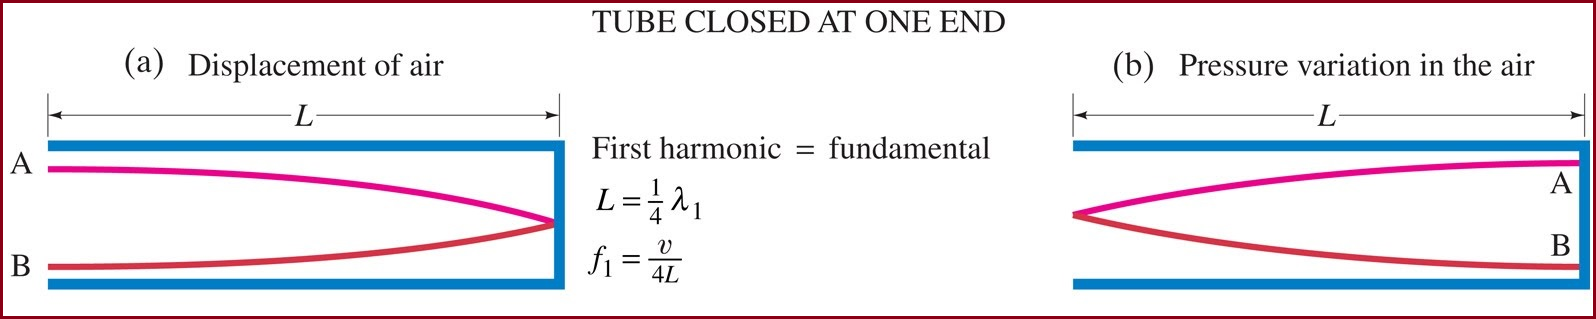 TUBE CLOSED AT ONE END
(a) Displacement of air
L
A
B
First harmonic = fundamental
L = 1/4 λ₁
f₁ = v/4L
(b) Pressure variation in the air
L
A
B